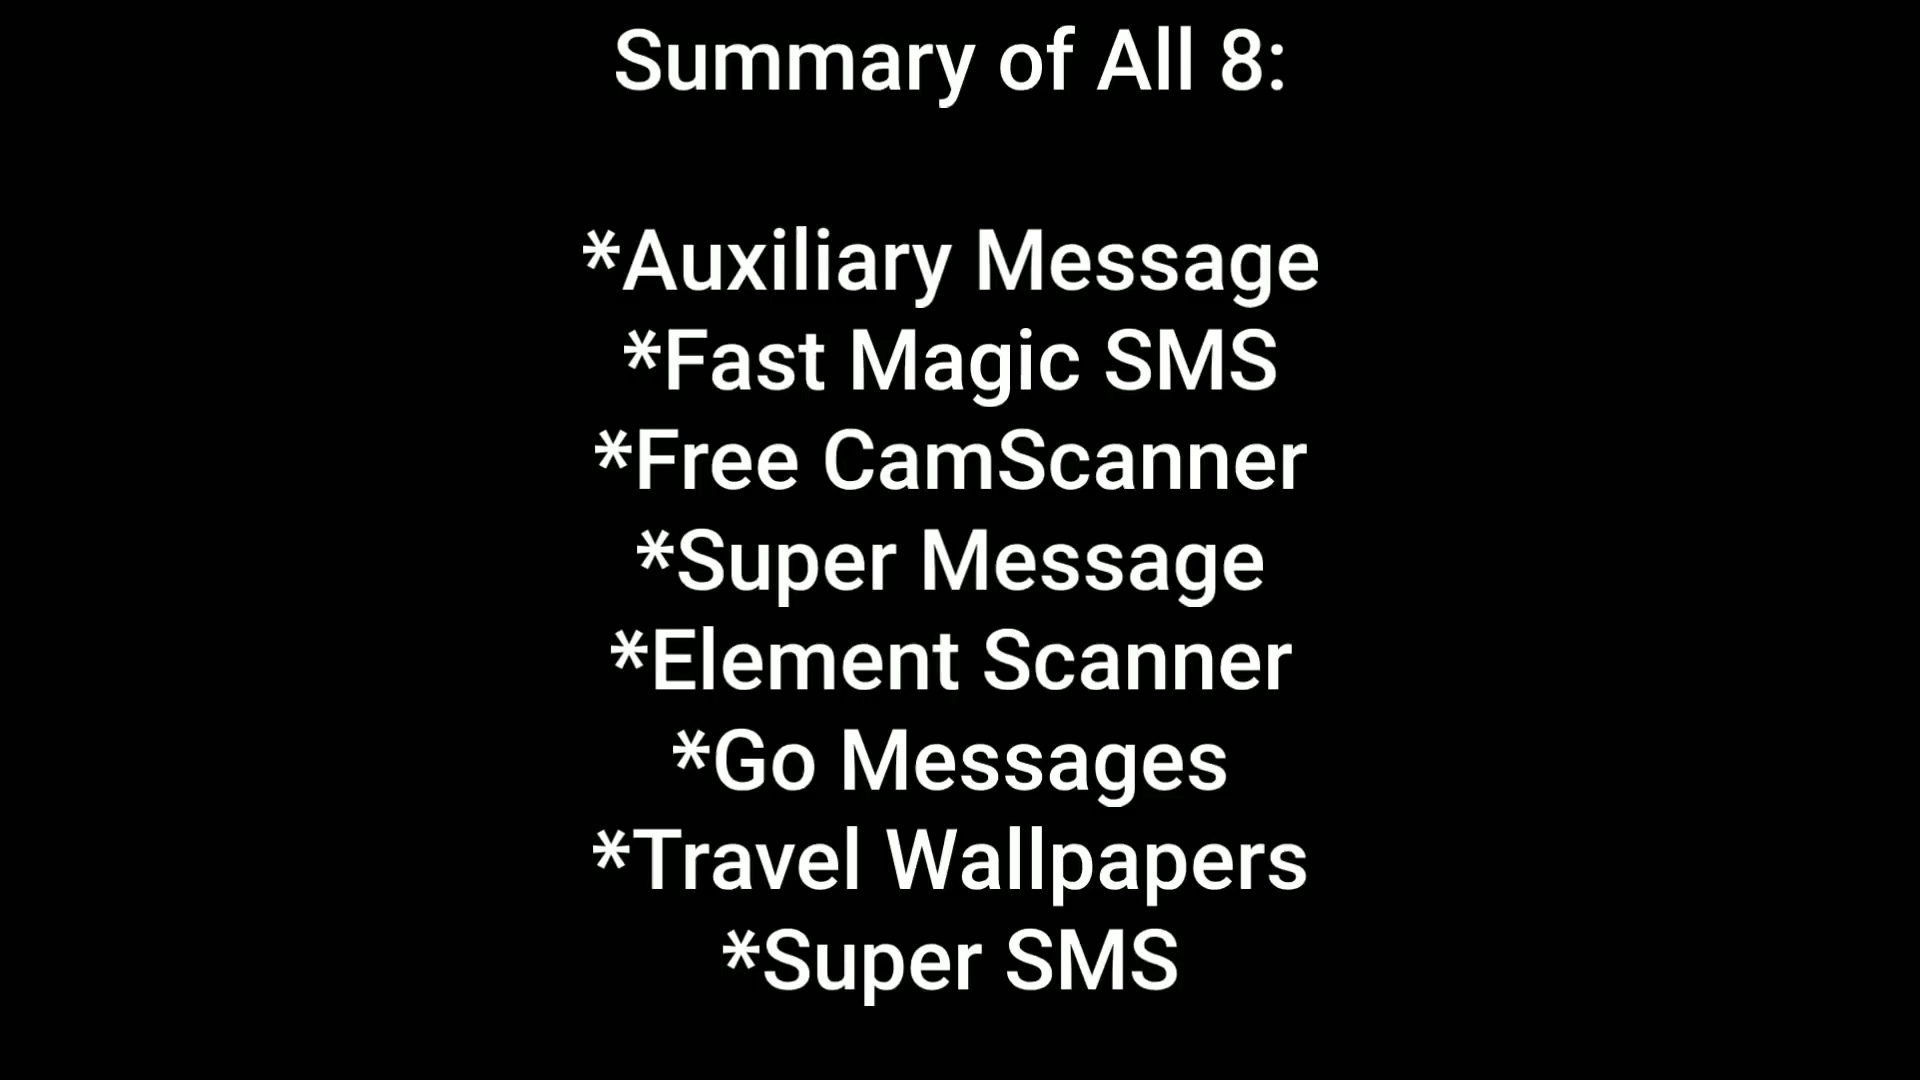 Summary of All 8:
*Auxiliary Message
*Fast Magic SMS
*Free CamScanner
*Super Message
*Element Scanner
*Go Messages
*Travel Wallpapers
*Super SMS